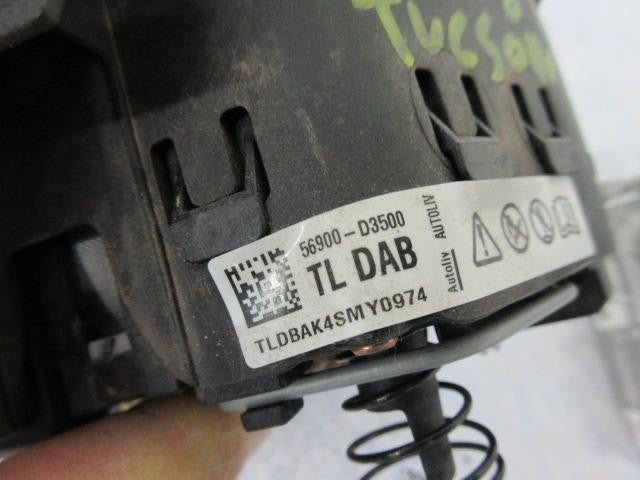 Tucson
56900-D3500
TL DAB
TLDBAK4SMY0974
Autoliv AUTOLIV